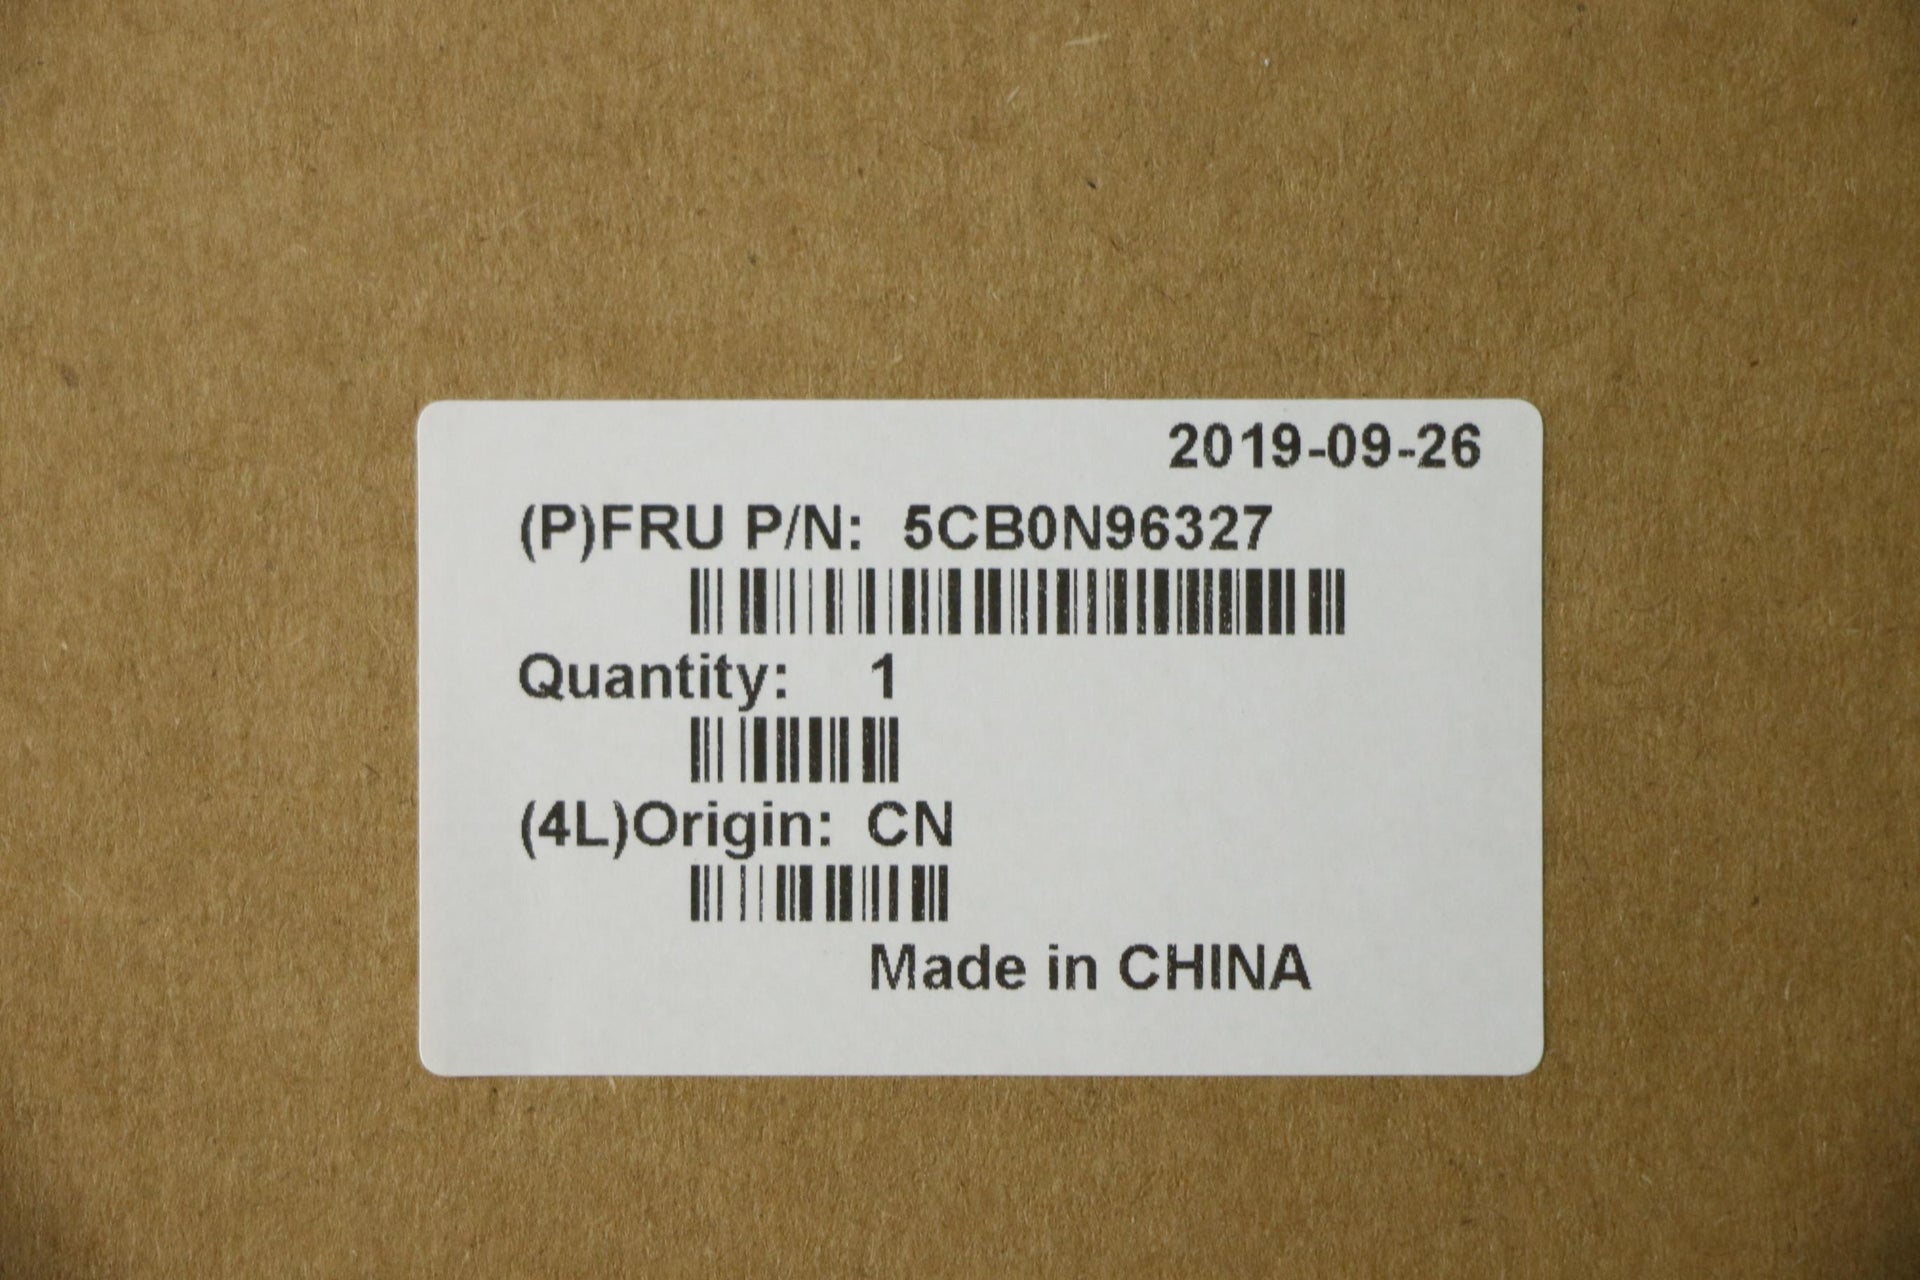 2019-09-26
(P)FRU P/N: 5CB0N96327
Quantity: 1
(4L)Origin: CN
Made in CHINA